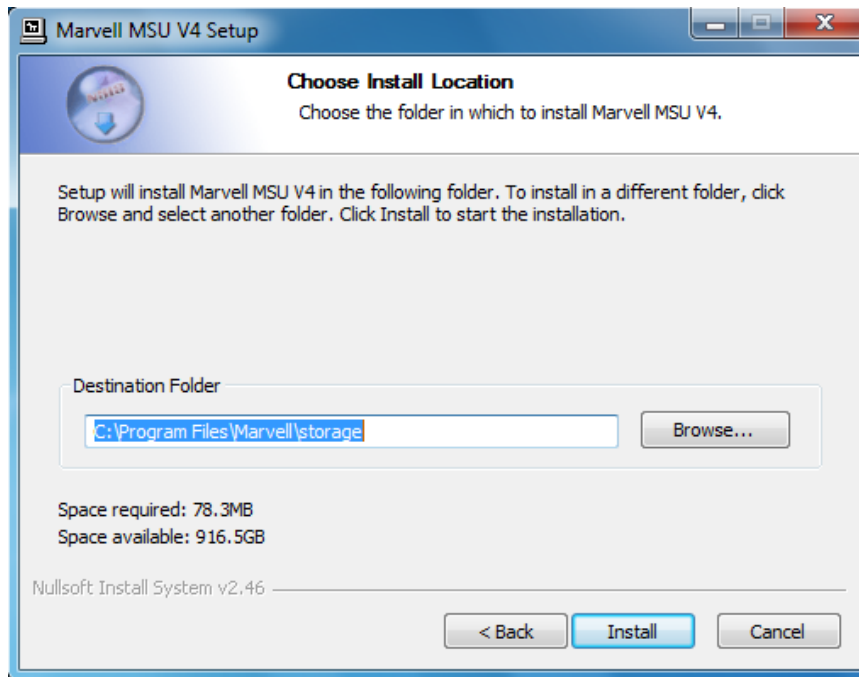 Marvell MSU V4 Setup
Choose Install Location
Choose the folder in which to install Marvell MSU V4.
Setup will install Marvell MSU V4 in the following folder. To install in a different folder, click
Browse and select another folder. Click Install to start the installation.
Destination Folder
C:\Program Files\Marvell\storage
Browse...
Space required: 78.3MB
Space available: 916.5GB
Nullsoft Install System v2.46
< Back
Install
Cancel